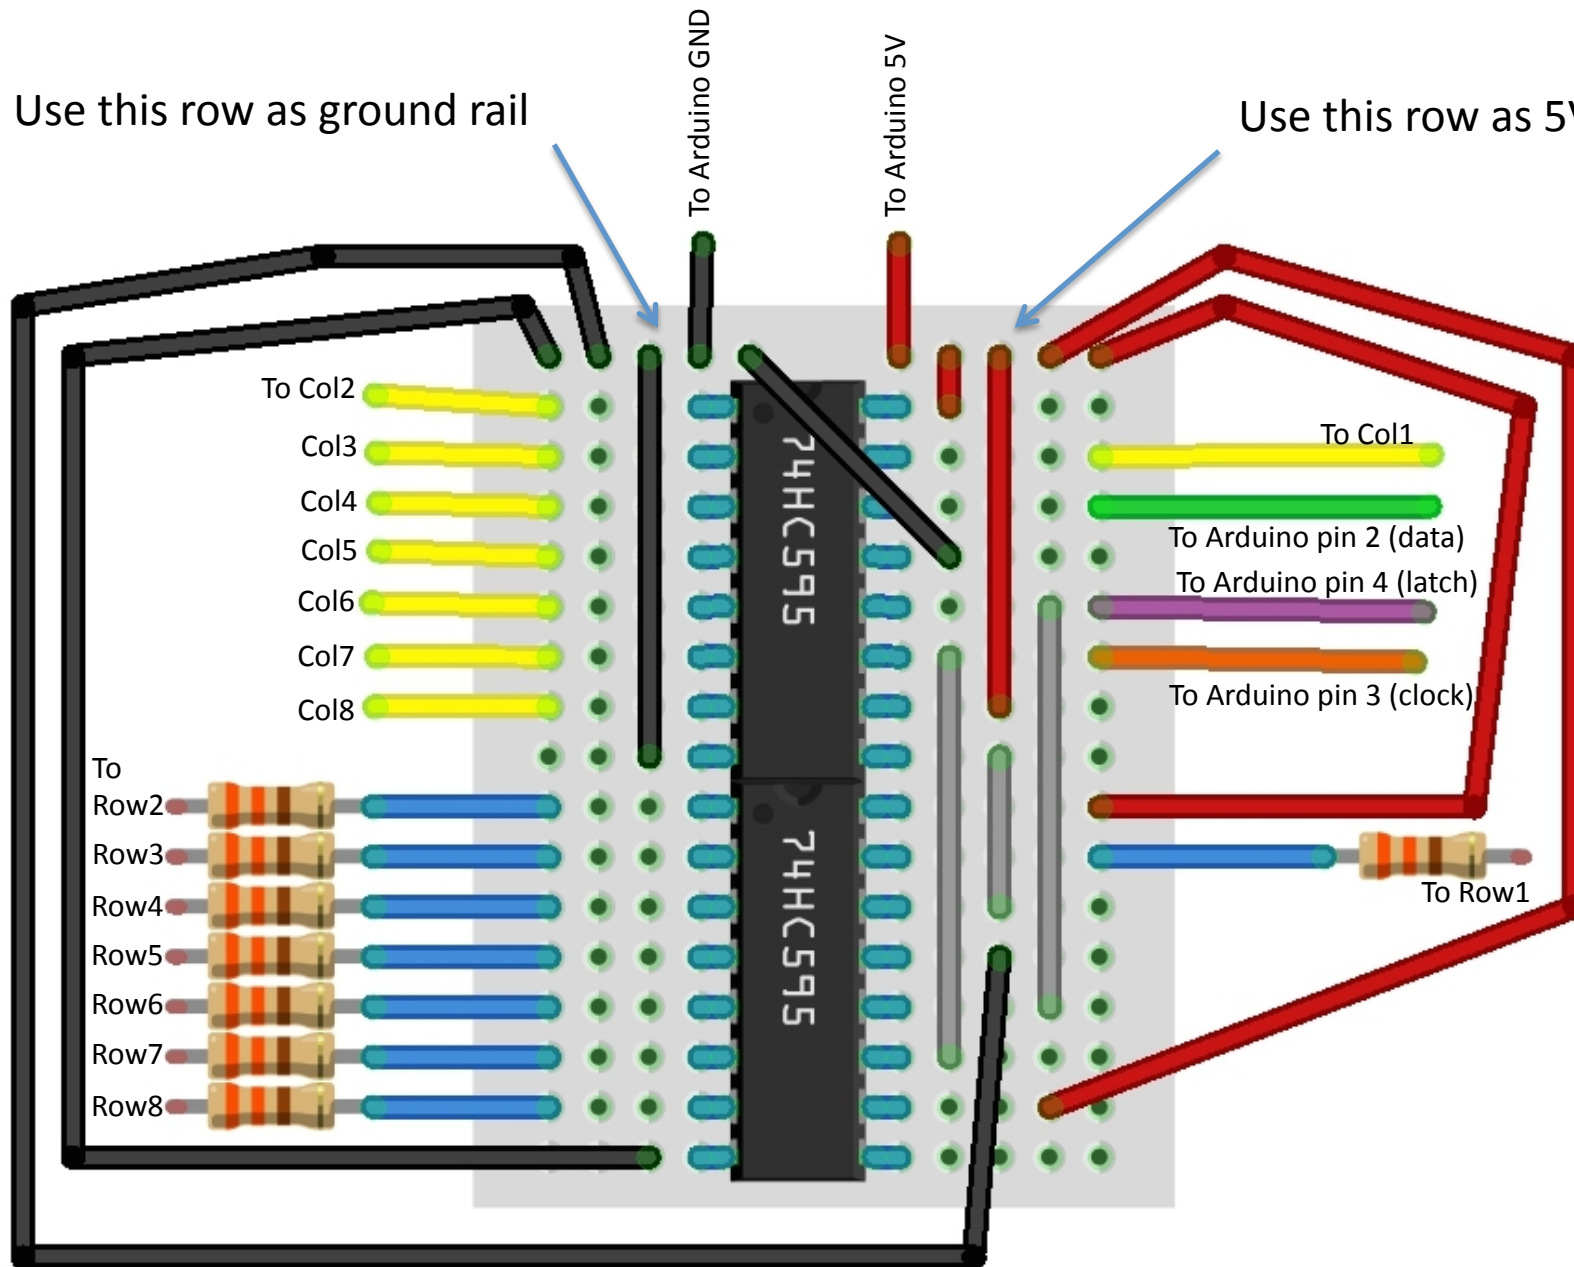 To Arduino GND
To Arduino 5V
Use this row as ground rail
Use this row as 5V
To Col2
Col3
Col4
Col5
Col6
Col7
Col8
To Col1
To Arduino pin 2 (data)
To Arduino pin 4 (latch)
To Arduino pin 3 (clock)
74HC595
To
Row2
Row3
Row4
Row5
Row6
Row7
Row8
To Row1
74HC595